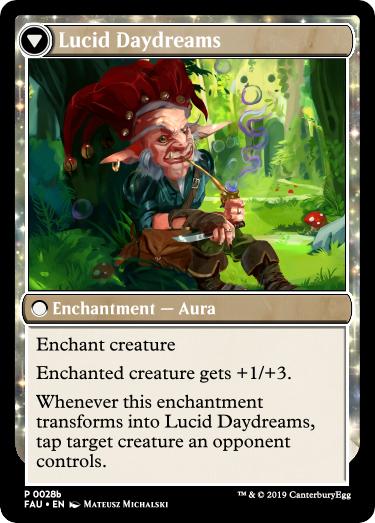 Lucid Daydreams
Enchantment — Aura
Enchant creature
Enchanted creature gets +1/+3.
Whenever this enchantment
transforms into Lucid Daydreams,
tap target creature an opponent
controls.
P 0028b
FAU • EN Mateusz Michalski
™ & © 2019 CanterburyEgg